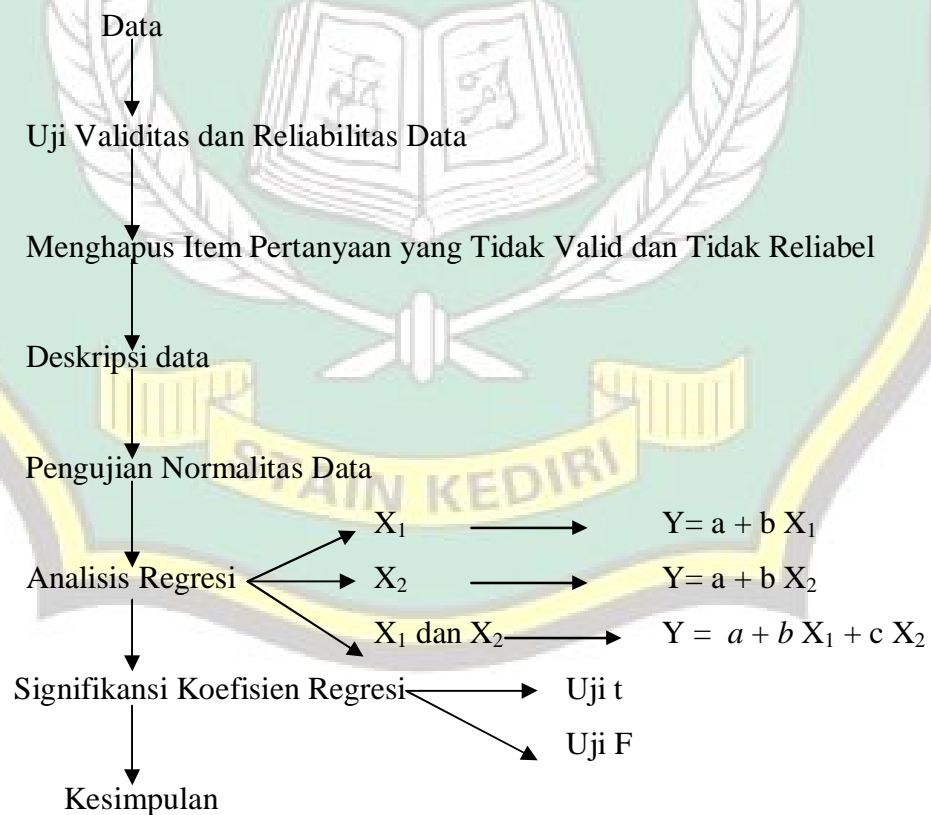 Data
Uji Validitas dan Reliabilitas Data
Menghapus Item Pertanyaan yang Tidak Valid dan Tidak Reliabel
Deskripsi data
STAIN KEDIRI
Pengujian Normalitas Data
X₁ Y= a + b X₁
Analisis Regresi X₂ Y= a + b X₂
X₁ dan X₂ Y = a + b X₁ + c X₂
Signifikansi Koefisien Regresi Uji t
Uji F
Kesimpulan